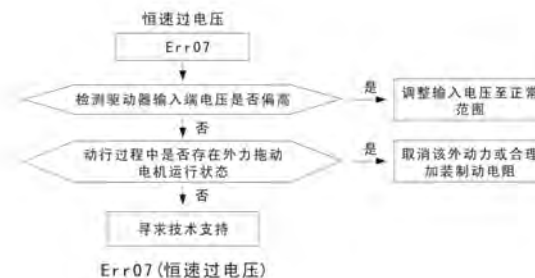 恒速过电压
Err07
检测驱动器输入端电压是否偏高
是
调整输入电压至正常
范围
否
动行过程中是否存在外力拖动
电机运行状态
是
取消该外动力或合理
加装制动电阻
否
寻求技术支持
Err07(恒速过电压)